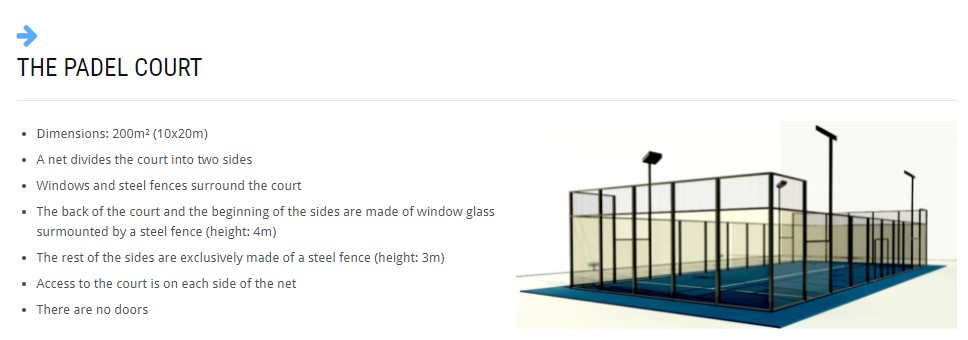 THE PADEL COURT
Dimensions: 200m² (10x20m)
A net divides the court into two sides
Windows and steel fences surround the court
The back of the court and the beginning of the sides are made of window glass
surmounted by a steel fence (height: 4m)
The rest of the sides are exclusively made of a steel fence (height: 3m)
Access to the court is on each side of the net
There are no doors